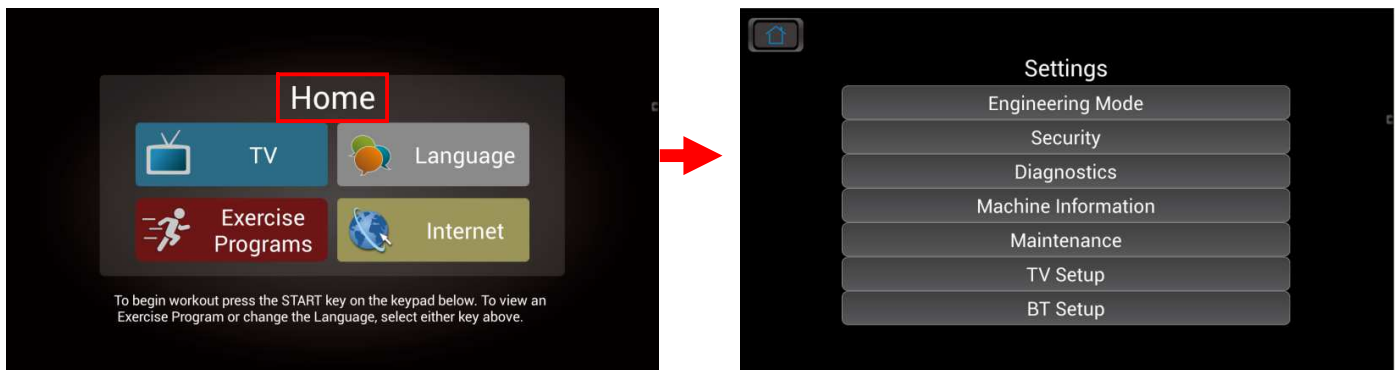 Home
TV
Language
Exercise
Programs
Internet
To begin workout press the START key on the keypad below. To view an
Exercise Program or change the Language, select either key above.
Settings
Engineering Mode
Security
Diagnostics
Machine Information
Maintenance
TV Setup
BT Setup